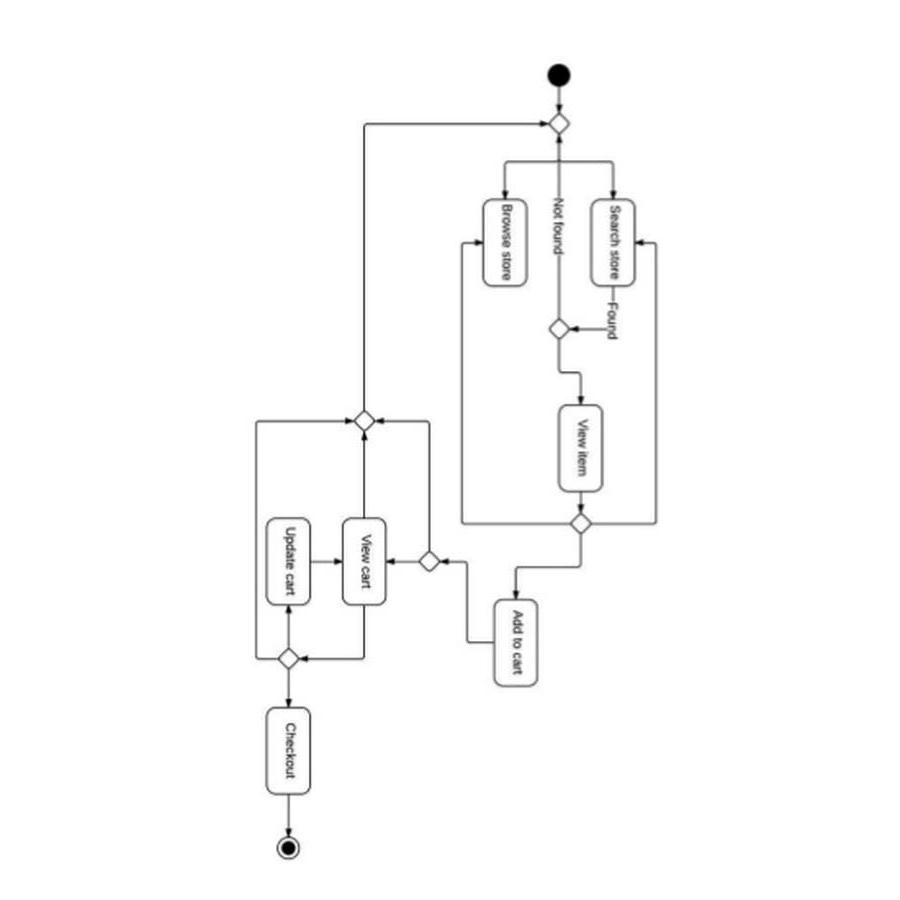 Search store
Browse store
Not found
Found
View item
Add to cart
View cart
Update cart
Checkout